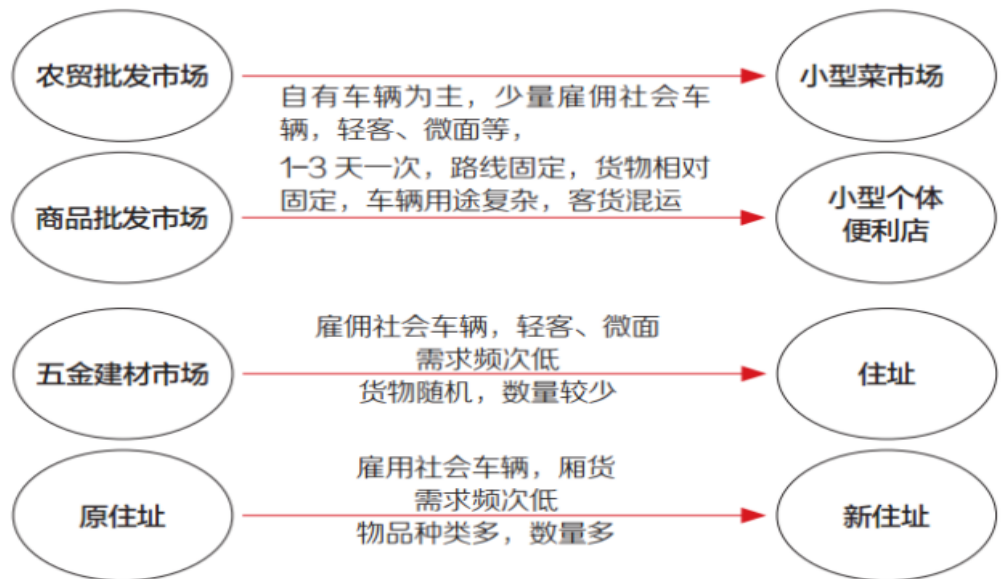 农贸批发市场
小型菜市场
自有车辆为主，少量雇佣社会车
辆，轻客、微面等，
1-3 天一次，路线固定，货物相对
固定，车辆用途复杂，客货混运
商品批发市场
小型个体
便利店
雇佣社会车辆，轻客、微面
需求频次低
五金建材市场
住址
货物随机，数量较少
雇用社会车辆，厢货
需求频次低
原住址
新住址
物品种类多，数量多